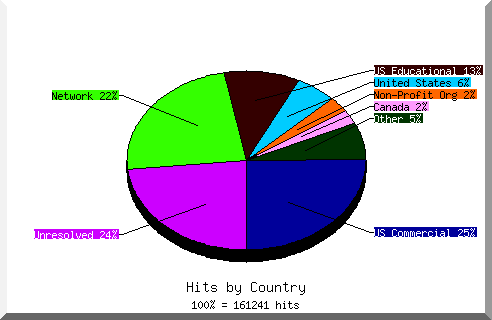 US Educational 13%
United States 6%
Network 22%
Non-Profit Org 2%
Canada 2%
Other 5%
Unresolved 24%
US Commercial 25%
Hits by Country
100% = 161241 hits